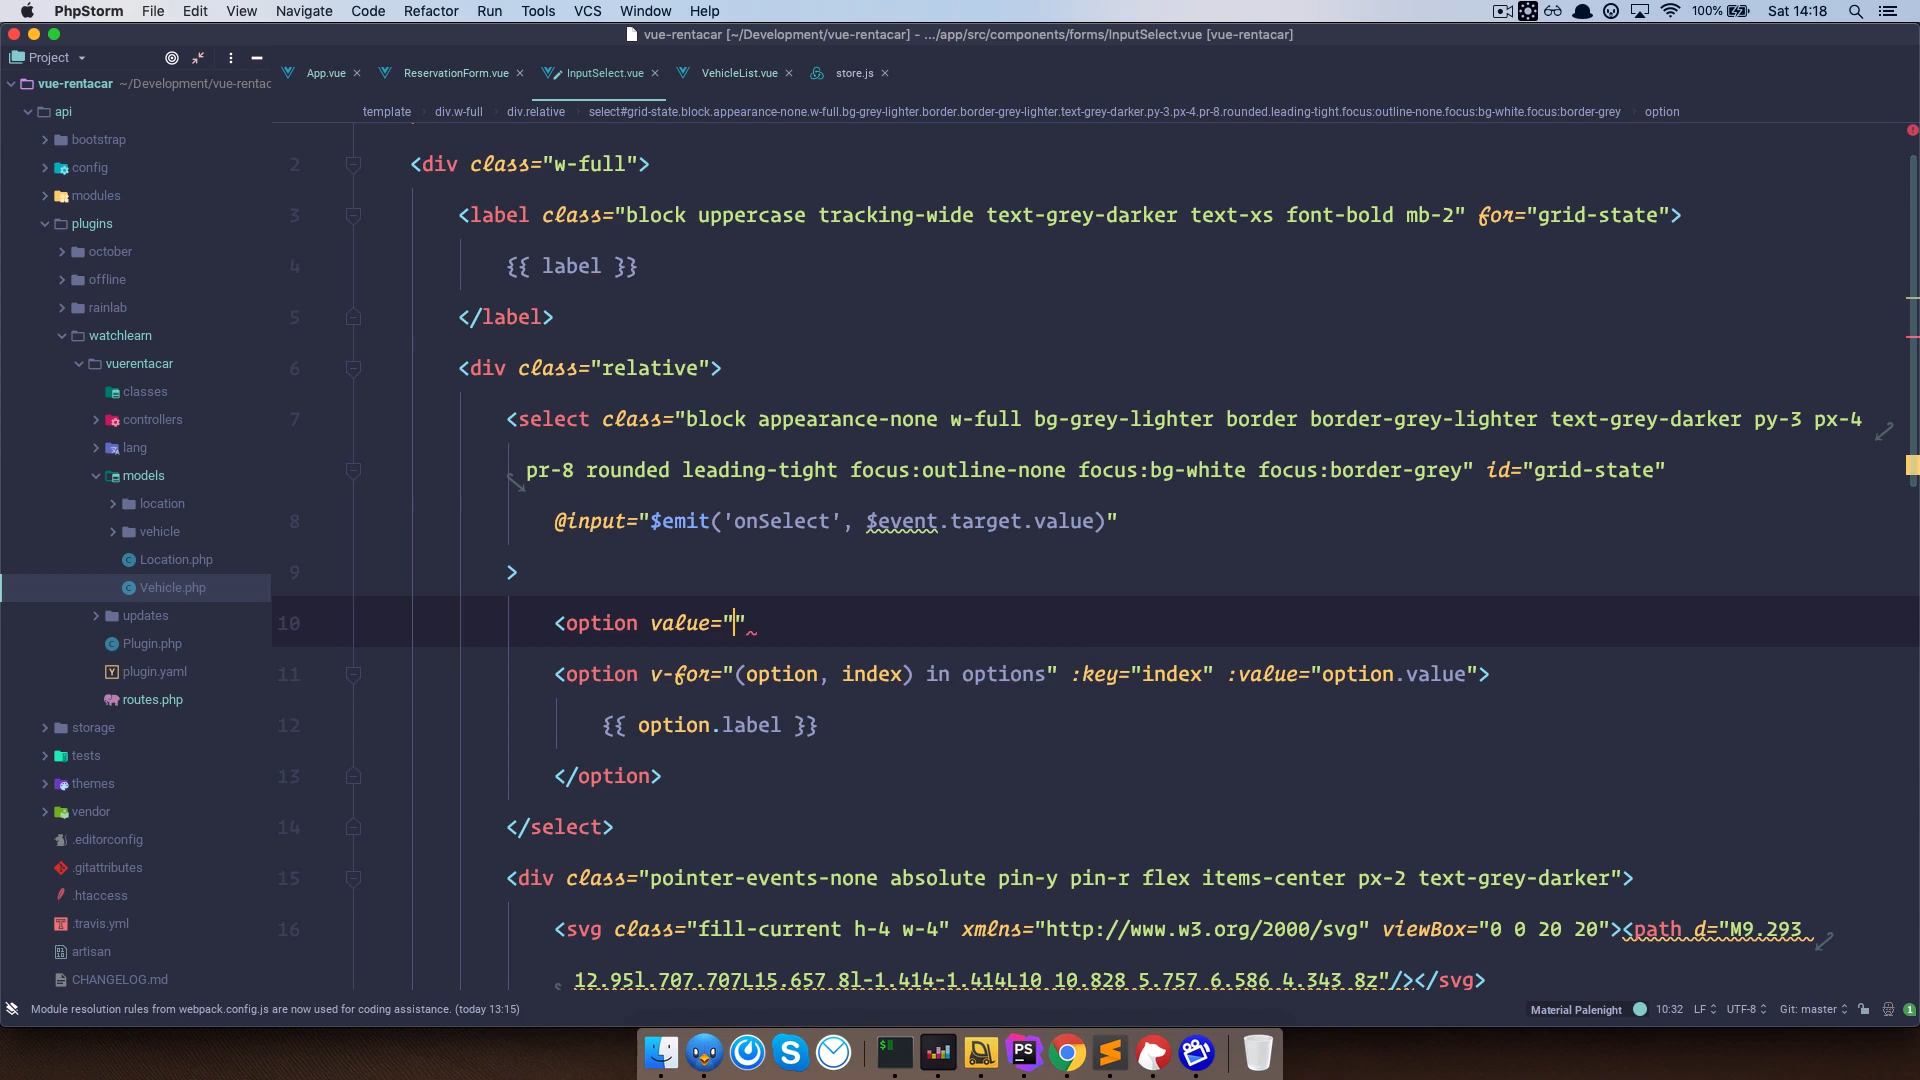 PhpStorm File Edit View Navigate Code Refactor Run Tools VCS Window Help 100% Sat 14:18
vue-rentacar [~/Development/vue-rentacar] - .../app/src/components/forms/InputSelect.vue [vue-rentacar]
Project
App.vue ReservationForm.vue InputSelect.vue VehicleList.vue store.js
vue-rentacar ~/Development/vue-rentac
template div.w-full div.relative select#grid-state.block.appearance-none.w-full.bg-grey-lighter.border.border-grey-lighter.text-grey-darker.py-3.px-4.pr-8.rounded.leading-tight.focus:outline-none.focus:bg-white.focus:border-grey option
api
bootstrap
config
modules
plugins
october
offline
rainlab
watchlearn
vuerentacar
classes
controllers
lang
models
location
vehicle
Location.php
Vehicle.php
updates
Plugin.php
plugin.yaml
routes.php
storage
tests
themes
vendor
.editorconfig
.gitattributes
.htaccess
.travis.yml
artisan
CHANGELOG.md
2 <div class="w-full">
3 <label class="block uppercase tracking-wide text-grey-darker text-xs font-bold mb-2" for="grid-state">
4 {{ label }}
5 </label>
6 <div class="relative">
7 <select class="block appearance-none w-full bg-grey-lighter border border-grey-lighter text-grey-darker py-3 px-4
pr-8 rounded leading-tight focus:outline-none focus:bg-white focus:border-grey" id="grid-state"
8 @input="$emit('onSelect', $event.target.value)"
9 >
10 <option value=""
11 <option v-for="(option, index) in options" :key="index" :value="option.value">
12 {{ option.label }}
13 </option>
14 </select>
15 <div class="pointer-events-none absolute pin-y pin-r flex items-center px-2 text-grey-darker">
16 <svg class="fill-current h-4 w-4" xmlns="http://www.w3.org/2000/svg" viewBox="0 0 20 20"><path d="M9.293
12.95l.707.707L15.657 8l-1.414-1.414L10 10.828 5.757 6.586 4.343 8z"/></svg>
Module resolution rules from webpack.config.js are now used for coding assistance. (today 13:15) Material Palenight 10:32 LF UTF-8 Git: master 1
$ PS